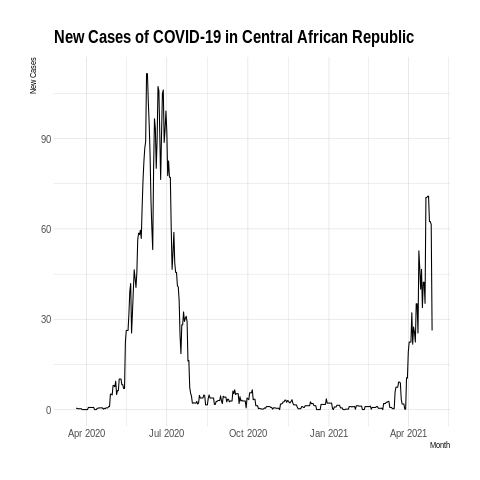 New Cases of COVID-19 in Central African Republic
New Cases
90
60
30
0
Apr 2020 Jul 2020 Oct 2020 Jan 2021 Apr 2021
Month